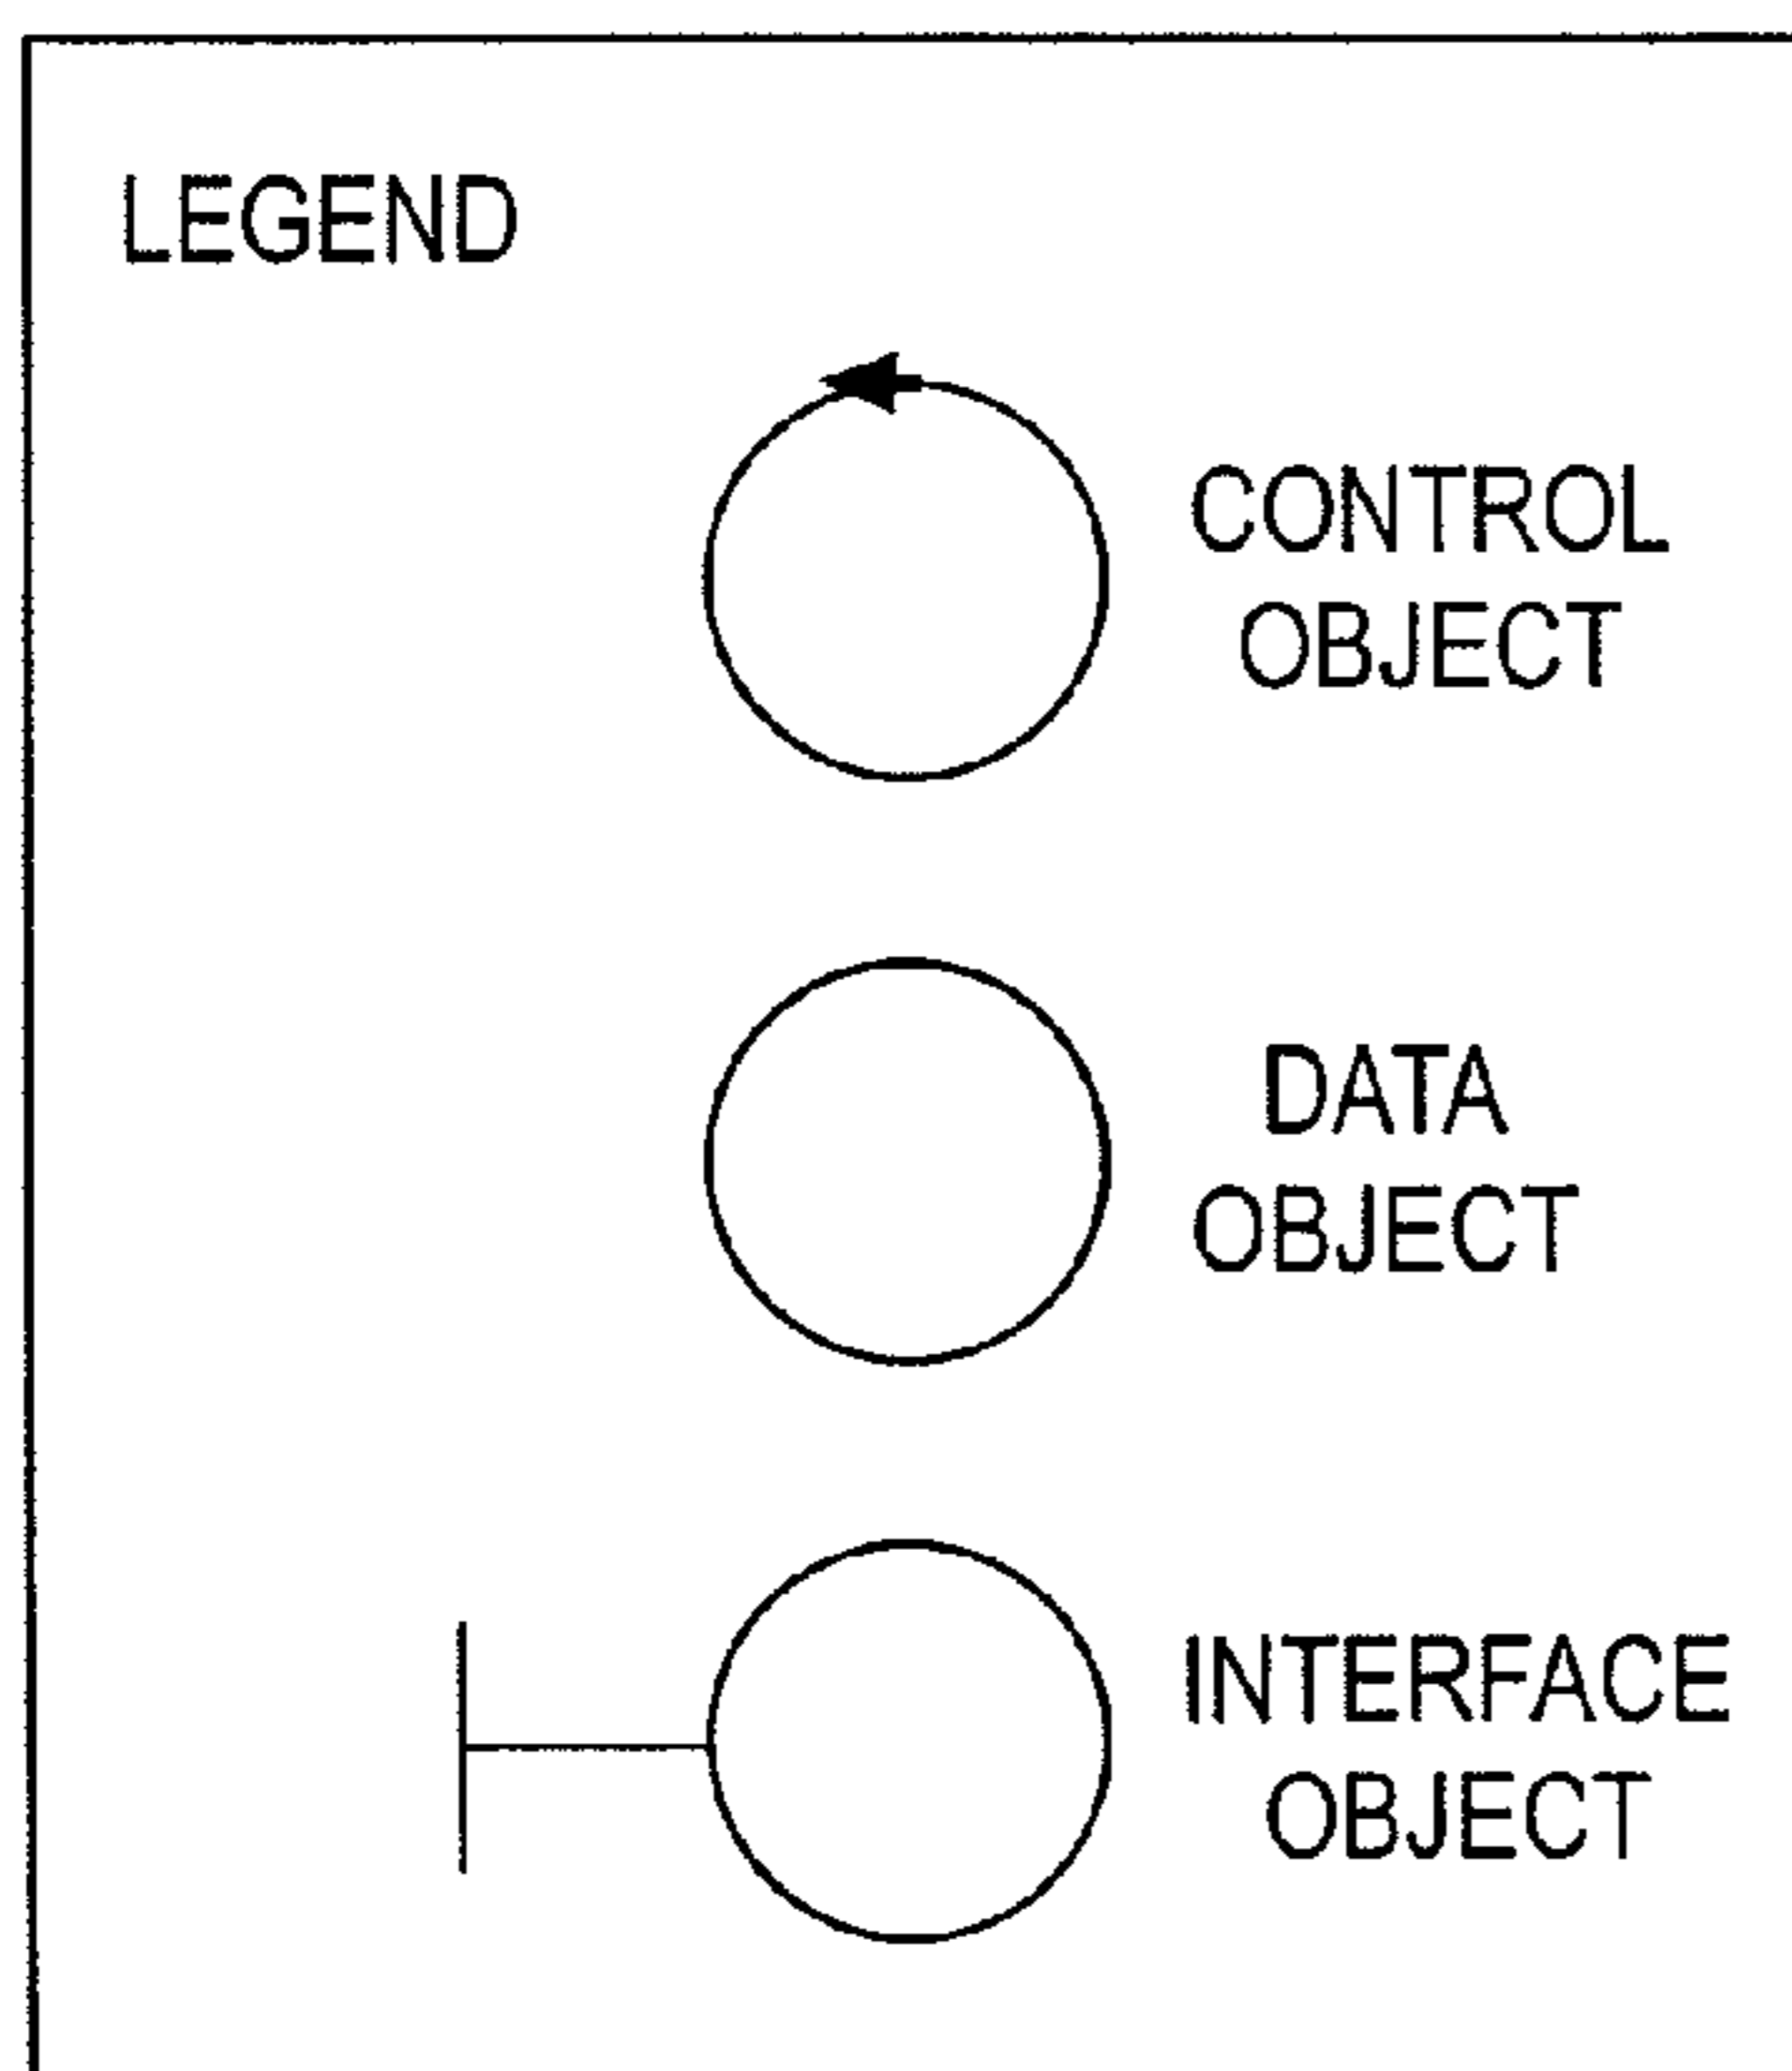 LEGEND
CONTROL
OBJECT
DATA
OBJECT
INTERFACE
OBJECT